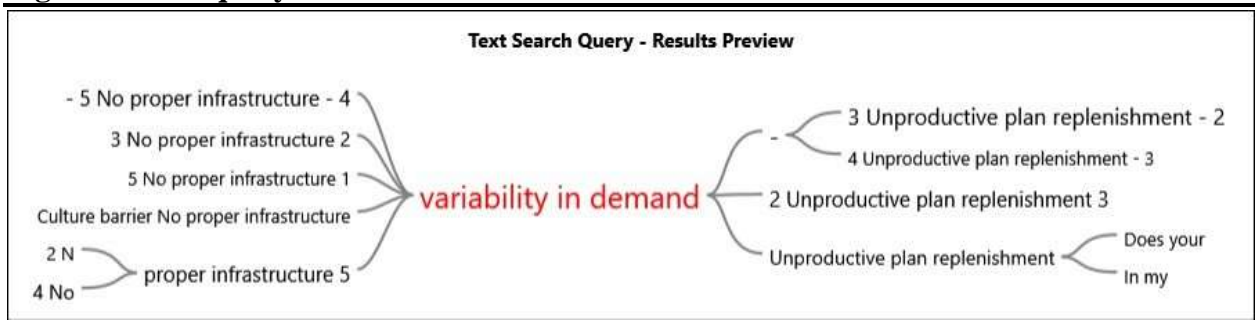 Text Search Query - Results Preview
- 5 No proper infrastructure - 4
3 No proper infrastructure 2
5 No proper infrastructure 1
Culture barrier No proper infrastructure
2 N
4 No
proper infrastructure 5
variability in demand
-
3 Unproductive plan replenishment - 2
4 Unproductive plan replenishment - 3
2 Unproductive plan replenishment 3
Unproductive plan replenishment
Does your
In my